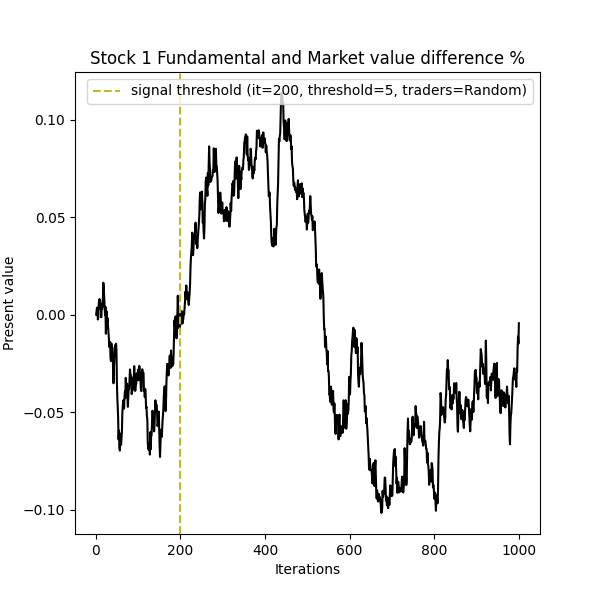 Stock 1 Fundamental and Market value difference %
signal threshold (it=200, threshold=5, traders=Random)
0.10
0.05
0.00
−0.05
−0.10
Present value
0 200 400 600 800 1000
Iterations